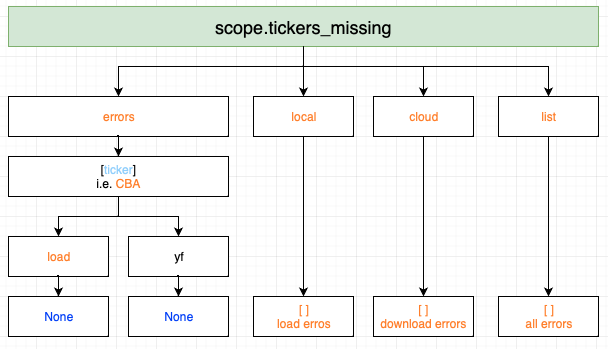 scope.tickers_missing
errors
local
cloud
list
[ticker]
i.e. CBA
load
yf
None
None
[ ]
load erros
[ ]
download errors
[ ]
all errors